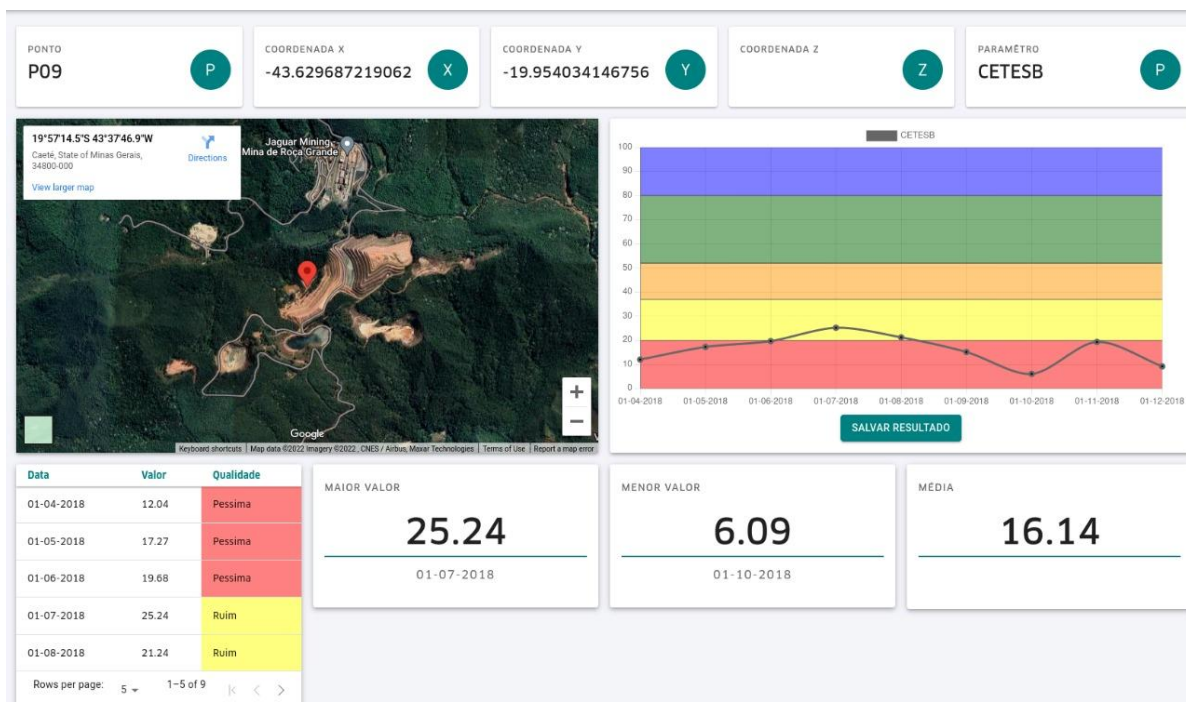 PONTO
P09
P
COORDENADA X
-43.629687219062
X
COORDENADA Y
-19.954034146756
Y
COORDENADA Z
Z
PARAMÊTRO
CETESB
P
19°57'14.5"S 43°37'46.9"W
Caeté, State of Minas Gerais,
34800-000
Directions
View larger map
Jaguar Mining -
Mina de Roça Grande
Google
Keyboard shortcuts
Map data ©2022 Imagery ©2022 , CNES / Airbus, Maxar Technologies
Terms of Use
Report a map error
CETESB
100
90
80
70
60
50
40
30
20
10
0
01-04-2018 01-05-2018 01-06-2018 01-07-2018 01-08-2018 01-09-2018 01-10-2018 01-11-2018 01-12-2018
SALVAR RESULTADO
Data Valor Qualidade
01-04-2018 12.04 Pessima
01-05-2018 17.27 Pessima
01-06-2018 19.68 Pessima
01-07-2018 25.24 Ruim
01-08-2018 21.24 Ruim
Rows per page: 5 1–5 of 9
MAIOR VALOR
25.24
01-07-2018
MENOR VALOR
6.09
01-10-2018
MÉDIA
16.14